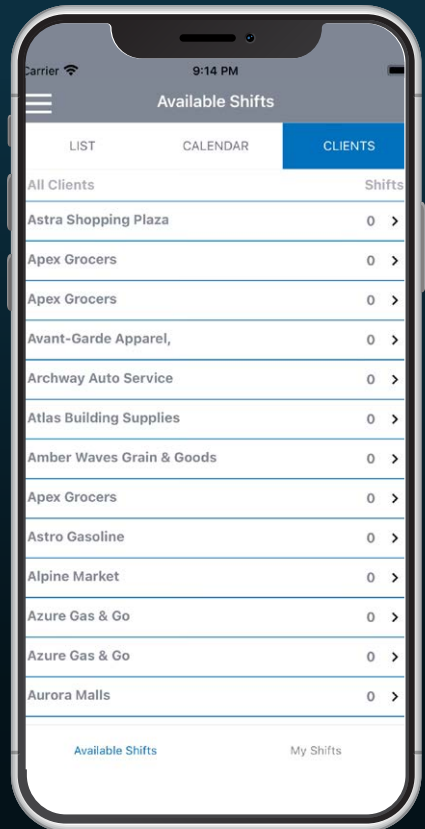 Carrier 9:14 PM
Available Shifts
LIST CALENDAR CLIENTS
All Clients Shifts
Astra Shopping Plaza 0
Apex Grocers 0
Apex Grocers 0
Avant-Garde Apparel, 0
Archway Auto Service 0
Atlas Building Supplies 0
Amber Waves Grain & Goods 0
Apex Grocers 0
Astro Gasoline 0
Alpine Market 0
Azure Gas & Go 0
Azure Gas & Go 0
Aurora Malls 0
Available Shifts My Shifts